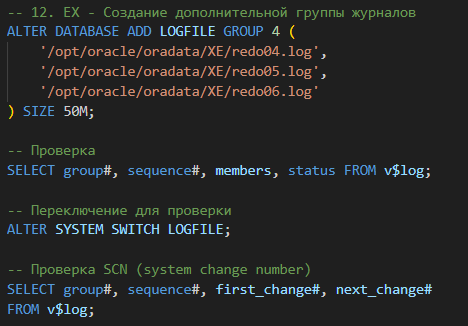 -- 12. EX - Создание дополнительной группы журналов
ALTER DATABASE ADD LOGFILE GROUP 4 (
    '/opt/oracle/oradata/XE/redo04.log',
    '/opt/oracle/oradata/XE/redo05.log',
    '/opt/oracle/oradata/XE/redo06.log'
) SIZE 50M;
-- Проверка
SELECT group#, sequence#, members, status FROM v$log;
-- Переключение для проверки
ALTER SYSTEM SWITCH LOGFILE;
-- Проверка SCN (system change number)
SELECT group#, sequence#, first_change#, next_change#
FROM v$log;